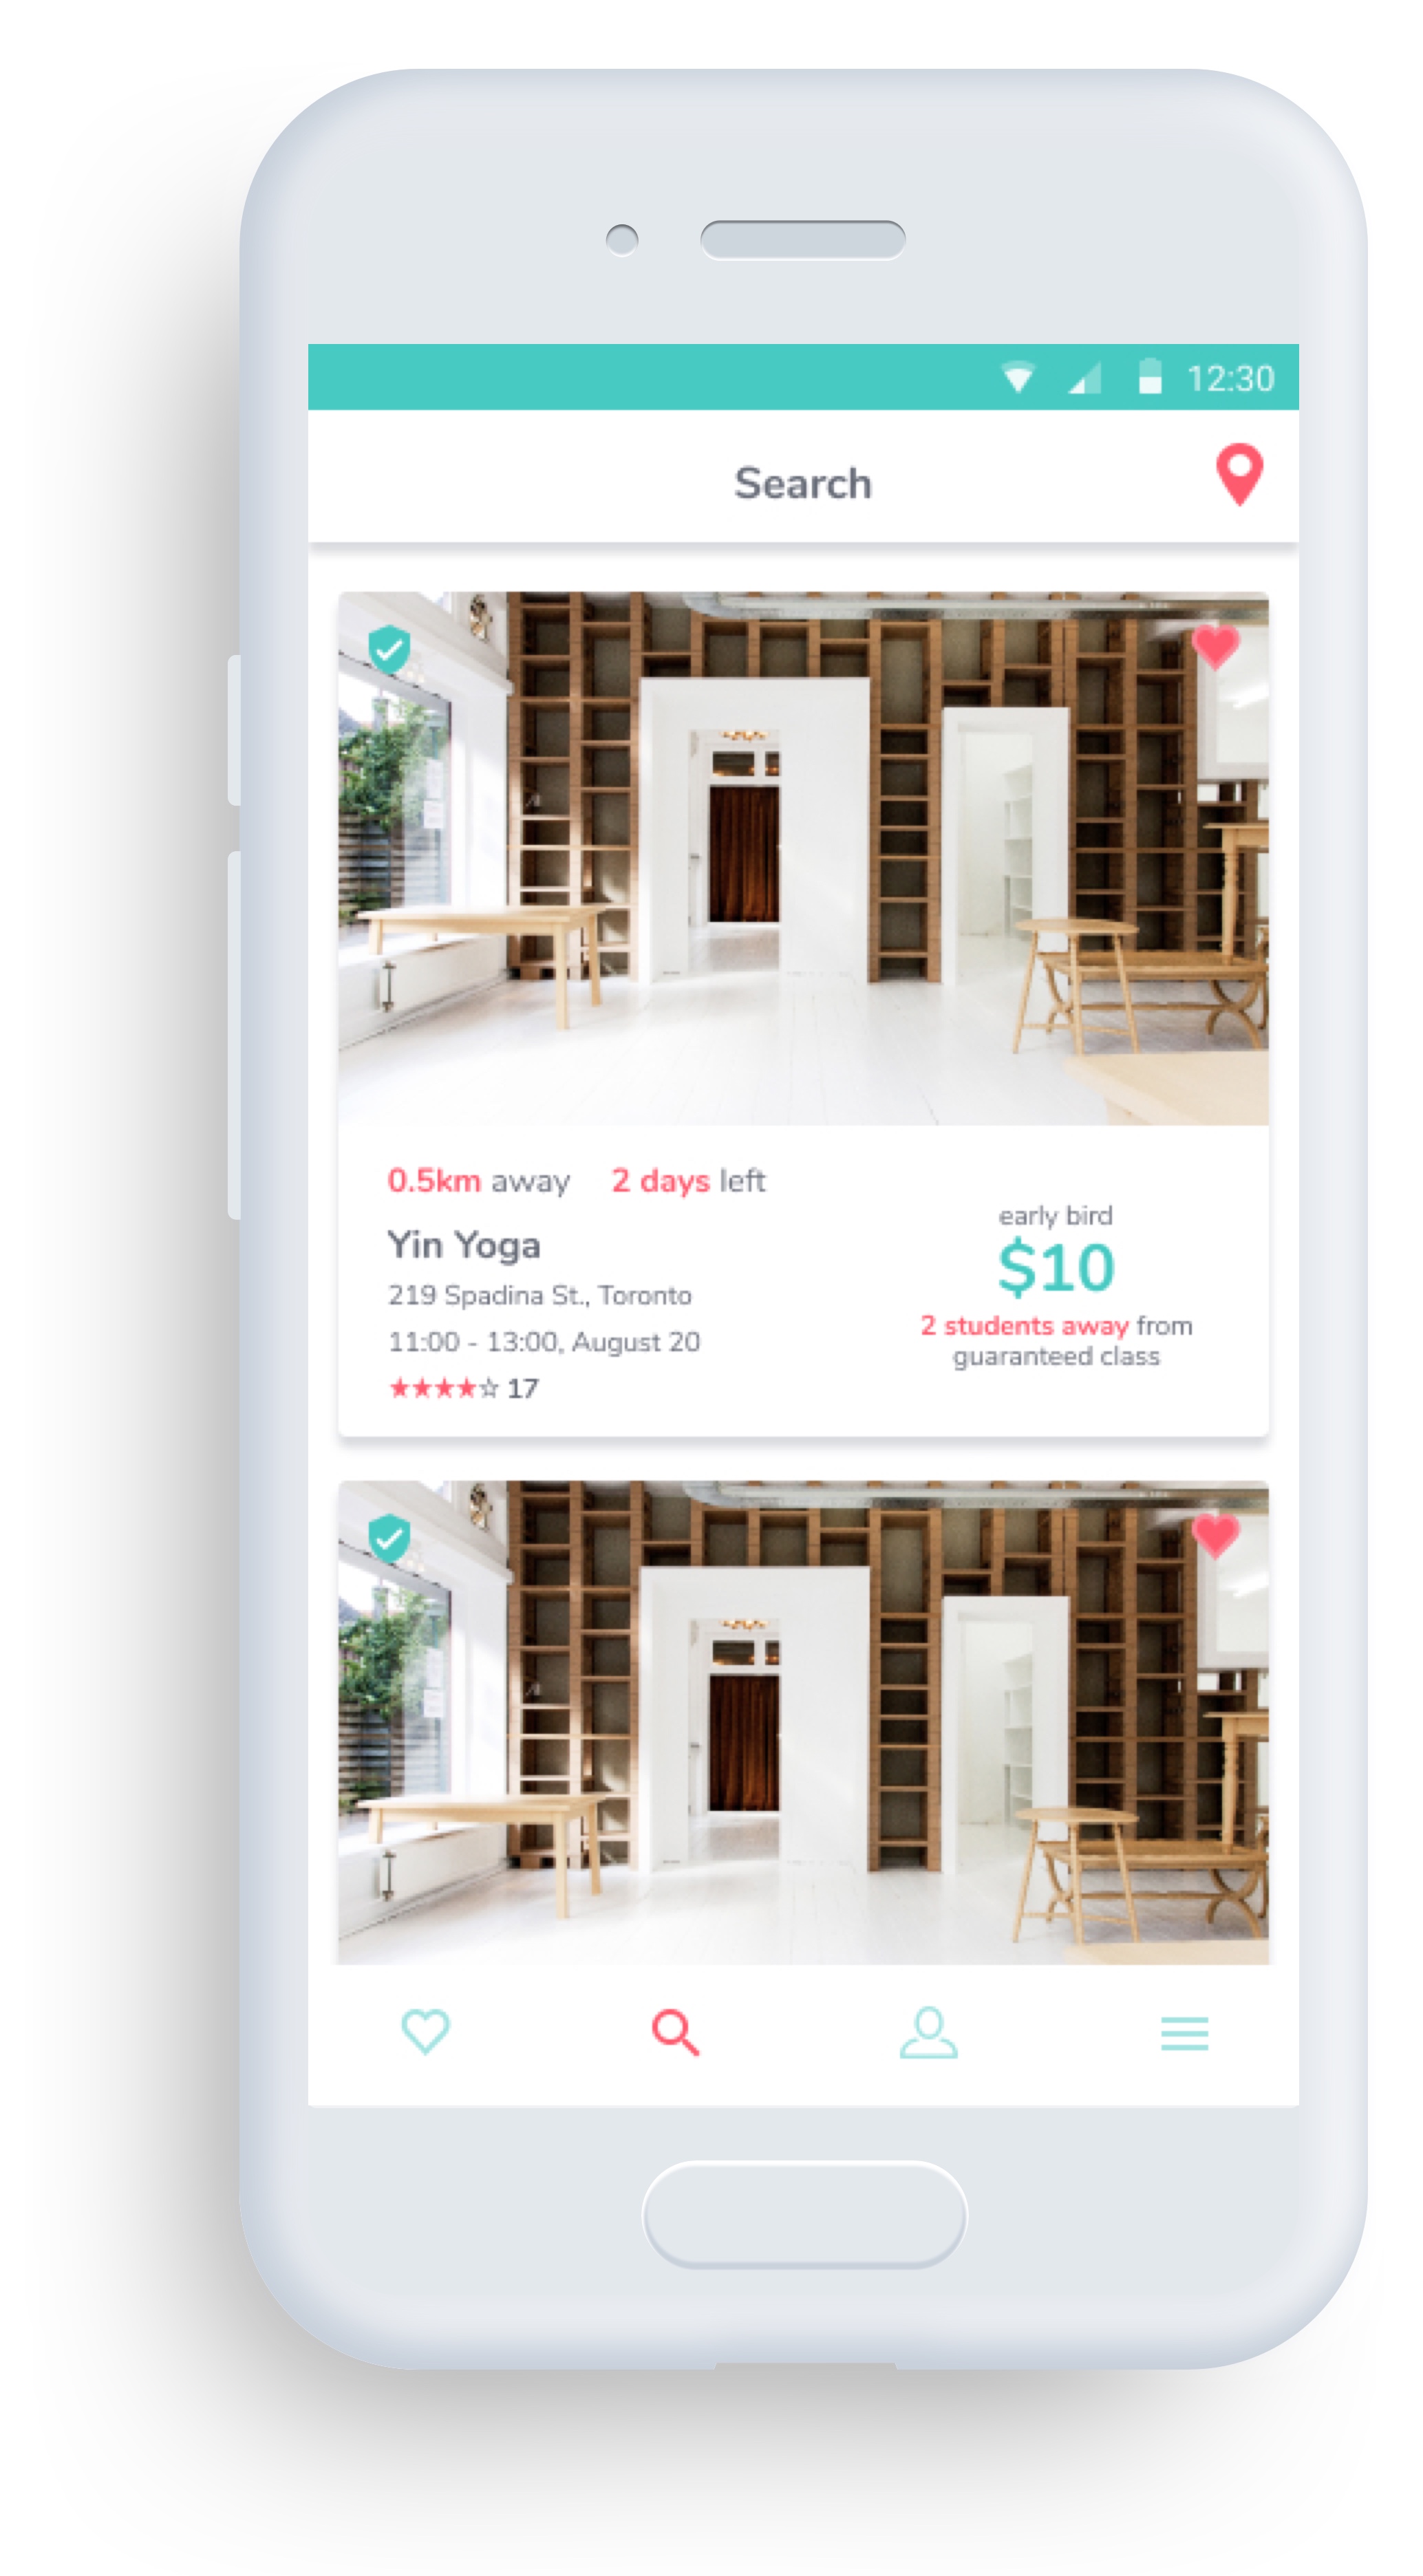 12:30
Search
0.5km away 2 days left
Yin Yoga
219 Spadina St., Toronto
11:00 - 13:00, August 20
★★★★☆ 17
early bird
$10
2 students away from
guaranteed class